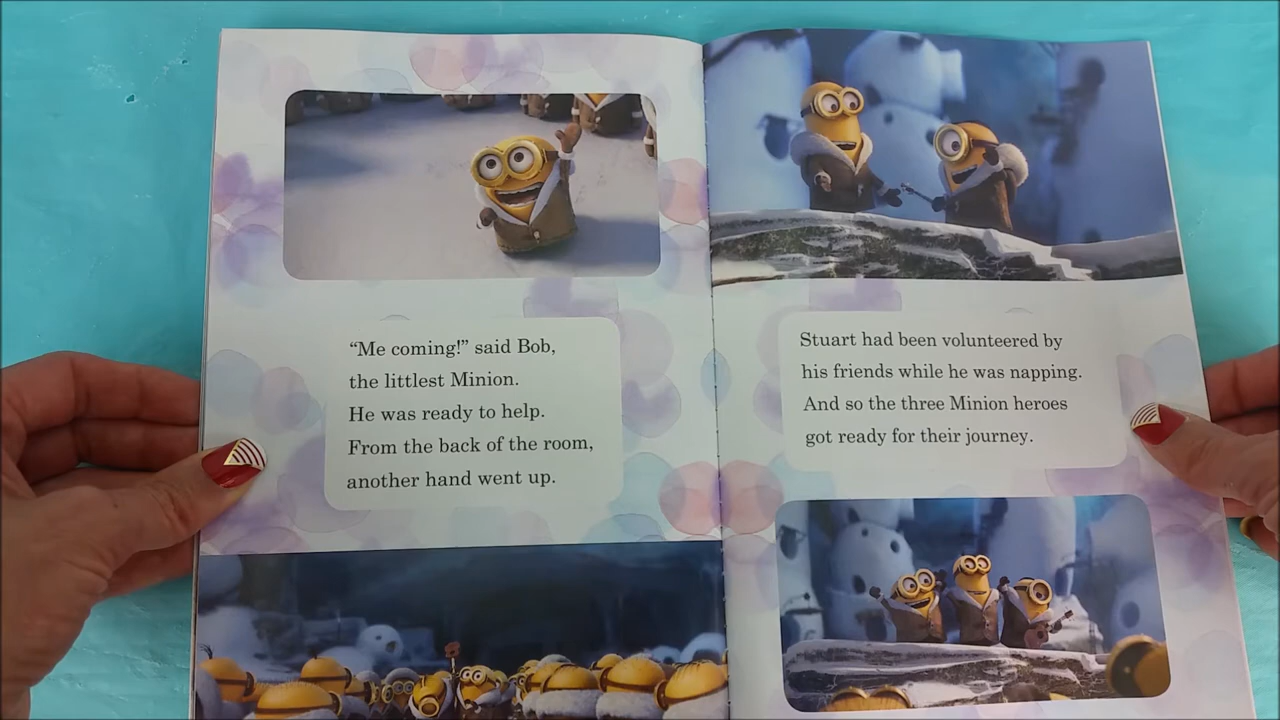 “Me coming!” said Bob,
the littlest Minion.
He was ready to help.
From the back of the room,
another hand went up.
Stuart had been volunteered by
his friends while he was napping.
And so the three Minion heroes
got ready for their journey.